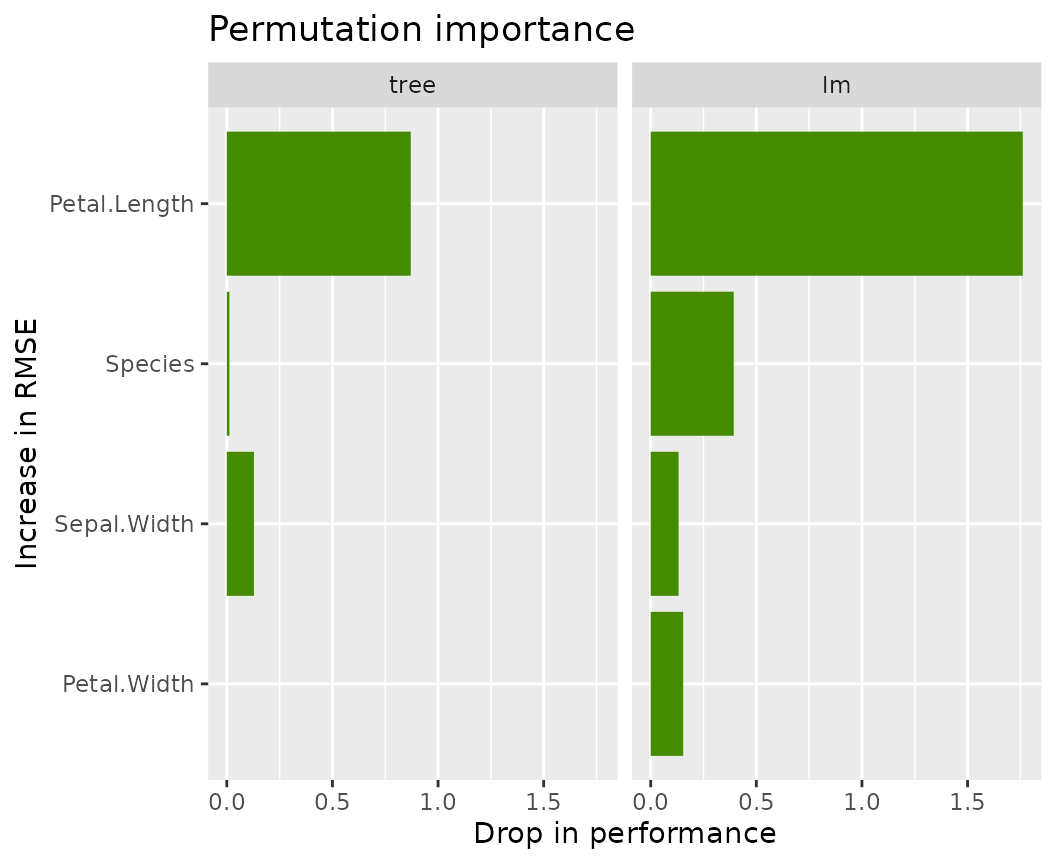 Permutation importance
tree
lm
Petal.Length
Species
Sepal.Width
Petal.Width
Increase in RMSE
0.0 0.5 1.0 1.5
0.0 0.5 1.0 1.5
Drop in performance